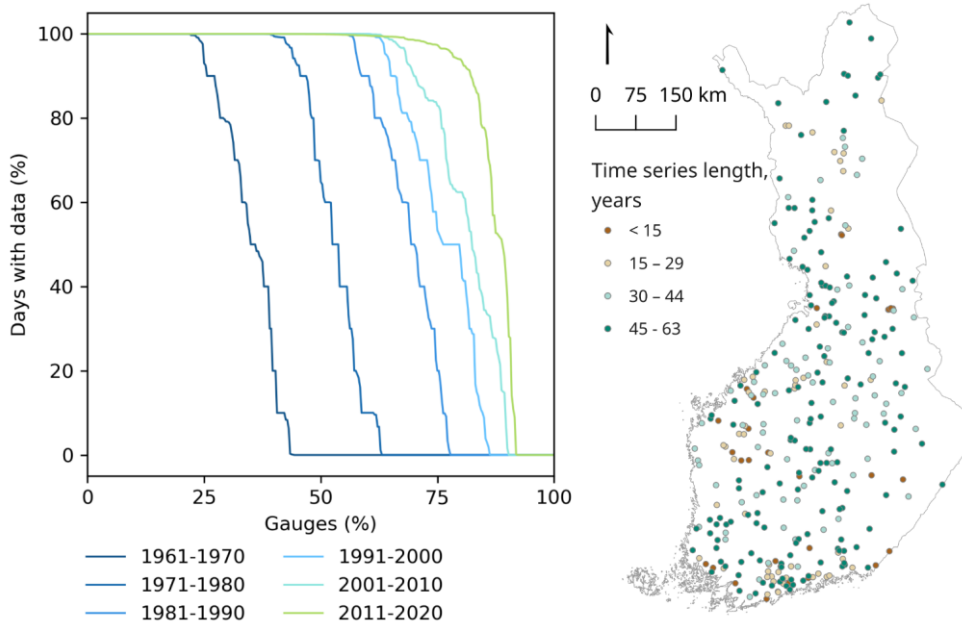 100
80
60
40
20
0
Days with data (%)
0
25
50
75
100
Gauges (%)
1961-1970
1971-1980
1981-1990
1991-2000
2001-2010
2011-2020
0 75 150 km
Time series length,
years
< 15
15 – 29
30 – 44
45 - 63